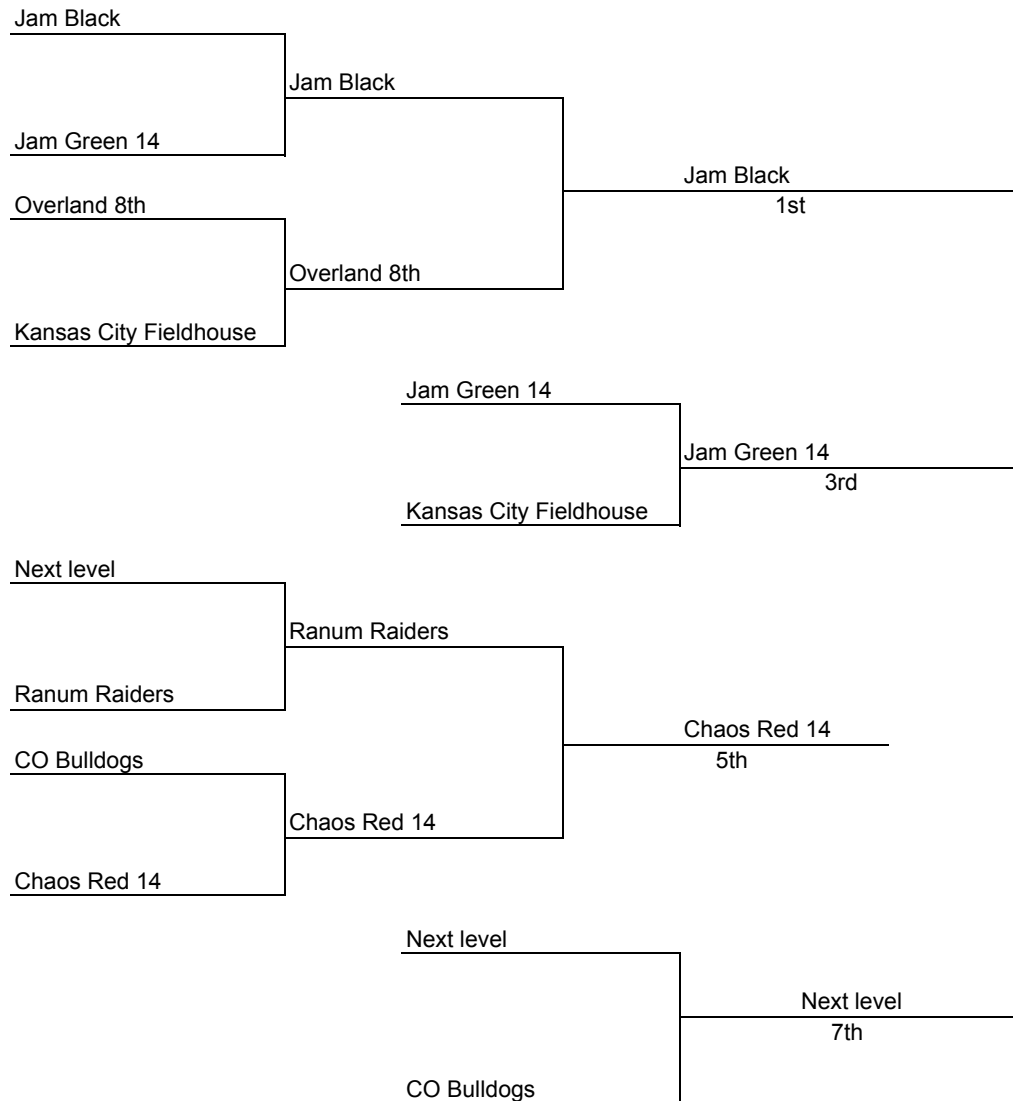 Jam Black
Jam Black
Jam Green 14
Jam Black
Overland 8th
1st
Overland 8th
Kansas City Fieldhouse
Jam Green 14
Jam Green 14
3rd
Kansas City Fieldhouse
Next level
Ranum Raiders
Ranum Raiders
Chaos Red 14
CO Bulldogs
5th
Chaos Red 14
Chaos Red 14
Next level
Next level
7th
CO Bulldogs